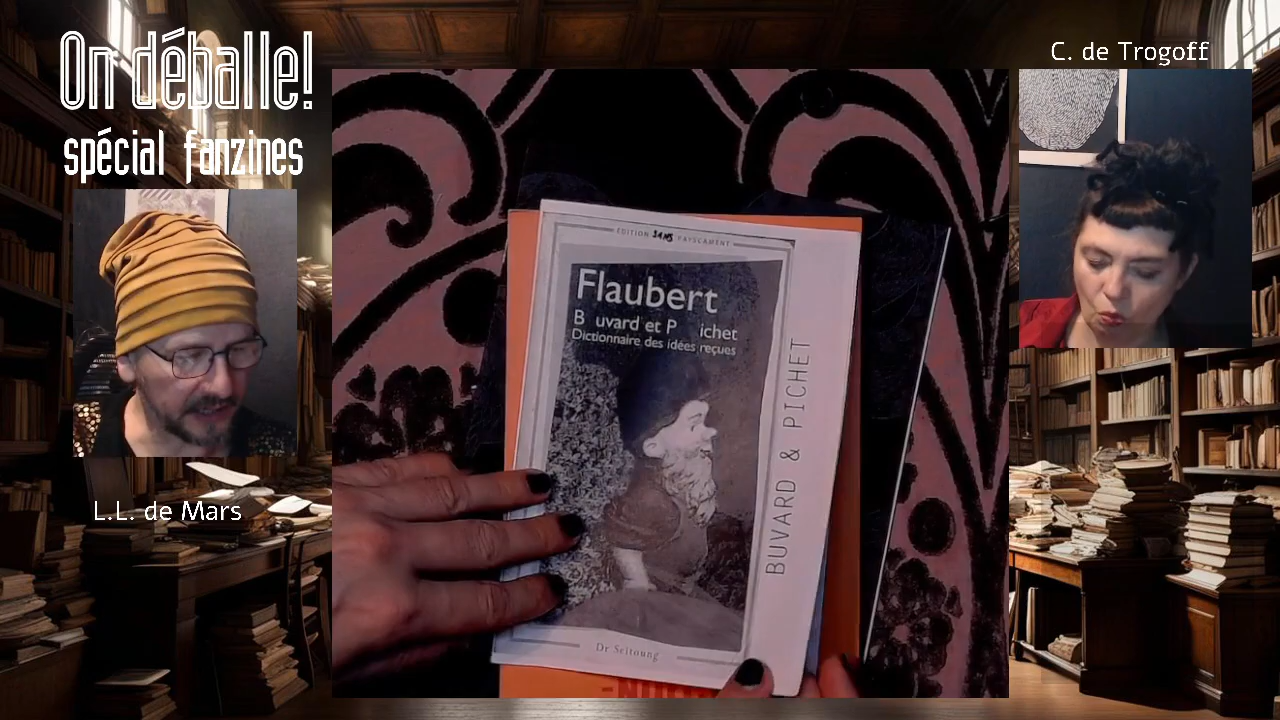 On déballe!
spécial fanzines
C. de Trogoff
L.L. de Mars
EDITION SANS PAYSCAMENT
Flaubert
B uvard et P ichet
Dictionnaire des idées reçues
BUVARD & PICHET
Dr Seitoung